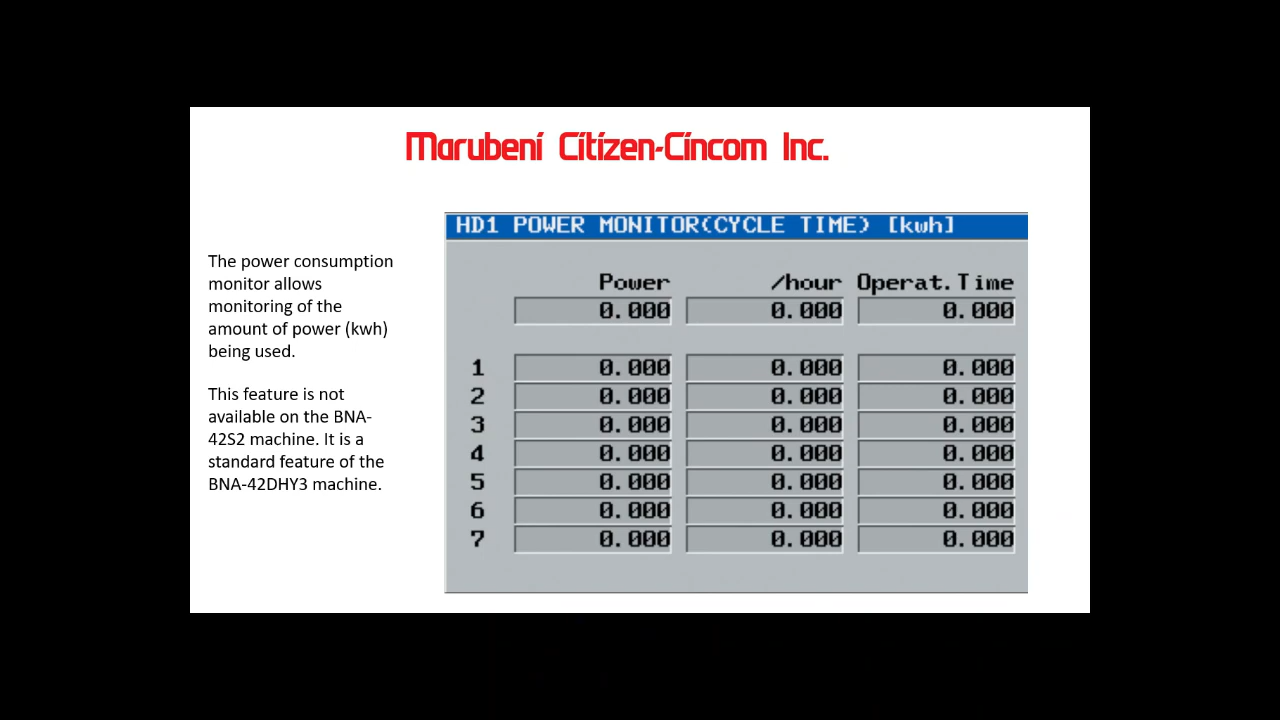 Marubeni Citizen-Cincom Inc.
The power consumption
monitor allows
monitoring of the
amount of power (kwh)
being used.
This feature is not
available on the BNA-
42S2 machine. It is a
standard feature of the
BNA-42DHY3 machine.
HD1 POWER MONITOR(CYCLE TIME) [kwh]
Power /hour Operat.Time
0.000 0.000 0.000
1 0.000 0.000 0.000
2 0.000 0.000 0.000
3 0.000 0.000 0.000
4 0.000 0.000 0.000
5 0.000 0.000 0.000
6 0.000 0.000 0.000
7 0.000 0.000 0.000